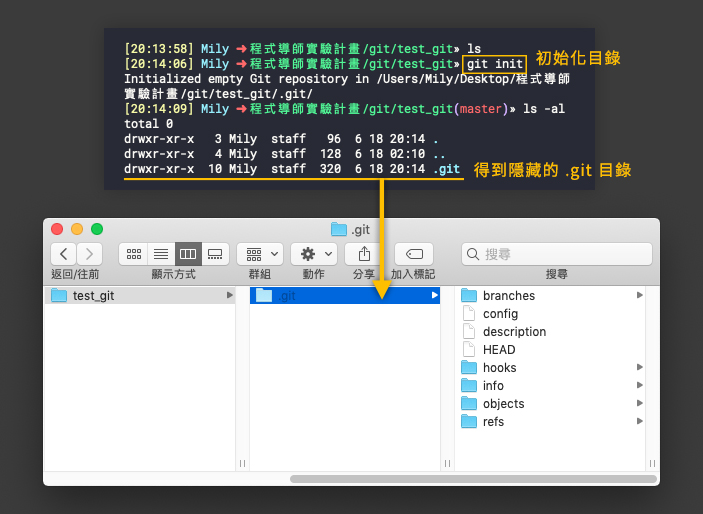 [20:13:58] Mily ➜程式導師實驗計畫/git/test_git» ls
[20:14:06] Mily ➜程式導師實驗計畫/git/test_git» git init 初始化目錄
Initialized empty Git repository in /Users/Mily/Desktop/程式導師
實驗計畫/git/test_git/.git/
[20:14:09] Mily ➜程式導師實驗計畫/git/test_git(master)» ls -al
total 0
drwxr-xr-x 3 Mily staff 96 6 18 20:14 .
drwxr-xr-x 4 Mily staff 128 6 18 02:10 ..
drwxr-xr-x 10 Mily staff 320 6 18 20:14 .git 得到隱藏的 .git 目錄
.git
搜尋
返回/往前 顯示方式 群組 動作 分享 加入標記 搜尋
test_git .git branches
config
description
HEAD
hooks
info
objects
refs